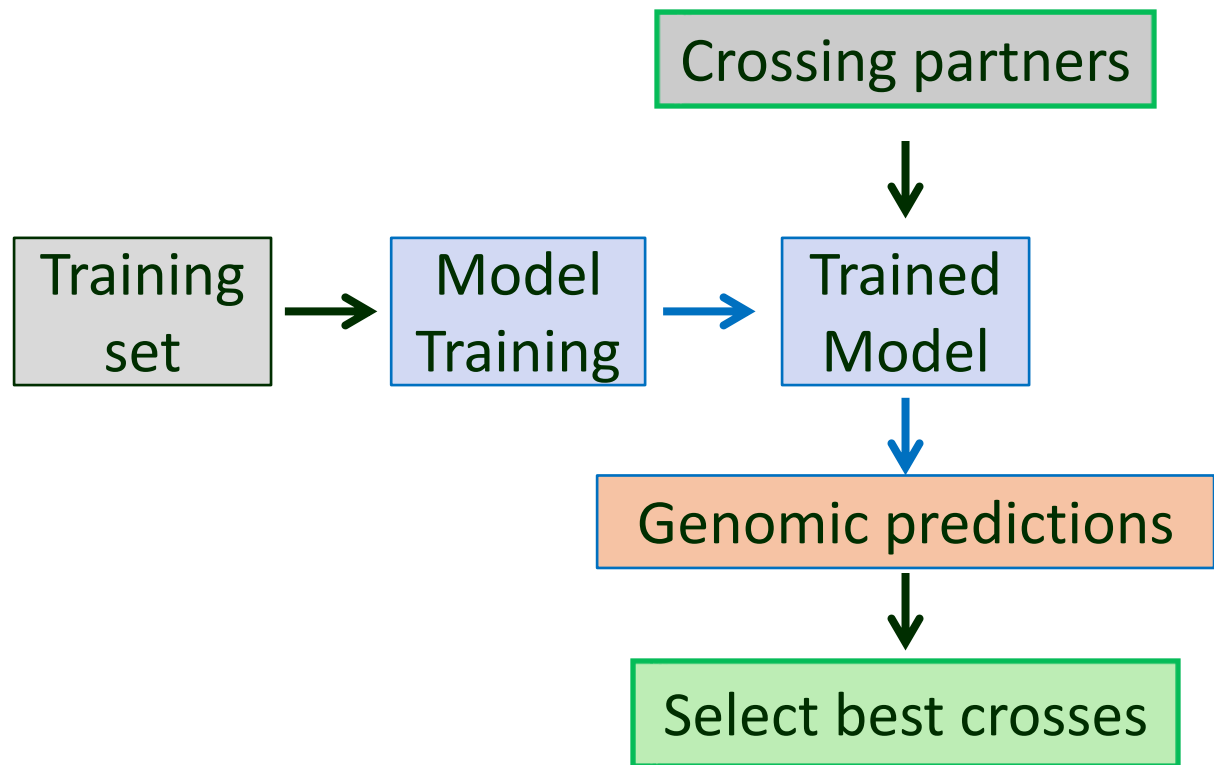 Crossing partners
Training
set
Model
Training
Trained
Model
Genomic predictions
Select best crosses